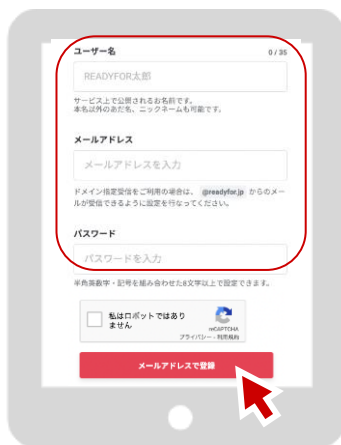 ユーザー名
0 / 35
READYFOR太郎
サービス上で公開されるお名前です。
本名以外のあだ名、ニックネームも可能です。
メールアドレス
メールアドレスを入力
ドメイン指定受信をご利用の場合は、 @readyfor.jp からのメー
ルが受信できるように設定を行なってください。
パスワード
パスワードを入力
半角英数字・記号を組み合わせた8文字以上で設定できます。
私はロボットではあり
ません
reCAPTCHA
プライバシー - 利用規約
メールアドレスで登録